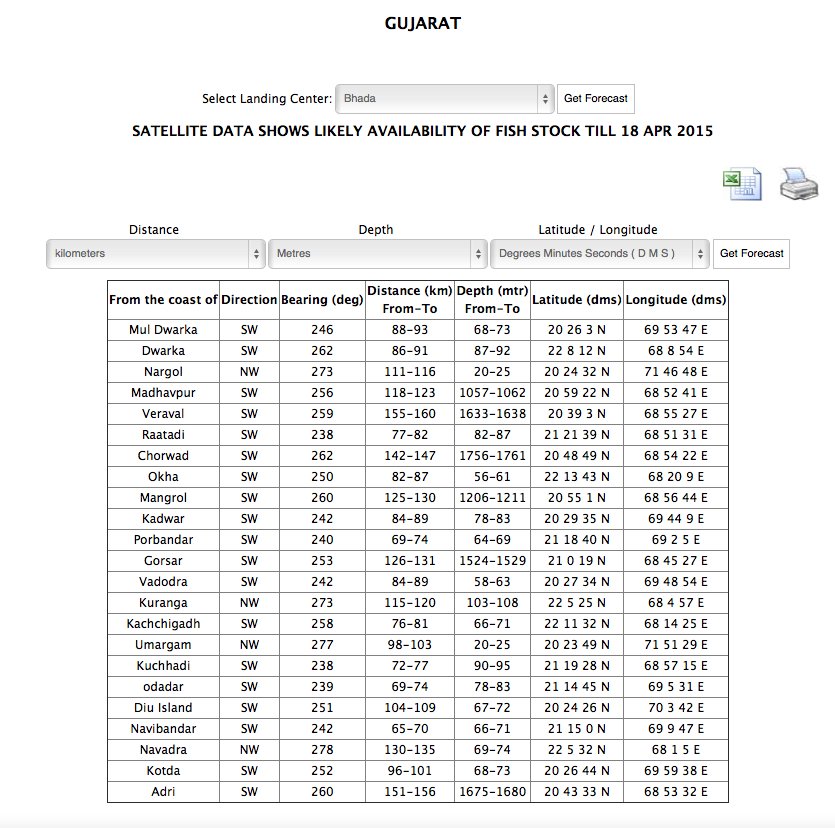 GUJARAT
Select Landing Center: Bhada Get Forecast
SATELLITE DATA SHOWS LIKELY AVAILABILITY OF FISH STOCK TILL 18 APR 2015
Distance Depth Latitude / Longitude
kilometers Metres Degrees Minutes Seconds ( D M S ) Get Forecast
From the coast of Direction Bearing (deg) Distance (km) From-To Depth (mtr) From-To Latitude (dms) Longitude (dms)
Mul Dwarka SW 246 88-93 68-73 20 26 3 N 69 53 47 E
Dwarka SW 262 86-91 87-92 22 8 12 N 68 8 54 E
Nargol NW 273 111-116 20-25 20 24 32 N 71 46 48 E
Madhavpur SW 256 118-123 1057-1062 20 59 22 N 68 52 41 E
Veraval SW 259 155-160 1633-1638 20 39 3 N 68 55 27 E
Raatadi SW 238 77-82 82-87 21 21 39 N 68 51 31 E
Chorwad SW 262 142-147 1756-1761 20 48 49 N 68 54 22 E
Okha SW 250 82-87 56-61 22 13 43 N 68 20 9 E
Mangrol SW 260 125-130 1206-1211 20 55 1 N 68 56 44 E
Kadwar SW 242 84-89 78-83 20 29 35 N 69 44 9 E
Porbandar SW 240 69-74 64-69 21 18 40 N 69 2 5 E
Gorsar SW 253 126-131 1524-1529 21 0 19 N 68 45 27 E
Vadodra SW 242 84-89 58-63 20 27 34 N 69 48 54 E
Kuranga NW 273 115-120 103-108 22 5 25 N 68 4 57 E
Kachchigadh SW 258 76-81 66-71 22 11 32 N 68 14 25 E
Umargam NW 277 98-103 20-25 20 23 49 N 71 51 29 E
Kuchhadi SW 238 72-77 90-95 21 19 28 N 68 57 15 E
odadar SW 239 69-74 78-83 21 14 45 N 69 5 31 E
Diu Island SW 251 104-109 67-72 20 24 26 N 70 3 42 E
Navibandar SW 242 65-70 66-71 21 15 0 N 69 9 47 E
Navadra NW 278 130-135 69-74 22 5 32 N 68 1 5 E
Kotda SW 252 96-101 68-73 20 26 44 N 69 59 38 E
Adri SW 260 151-156 1675-1680 20 43 33 N 68 53 32 E